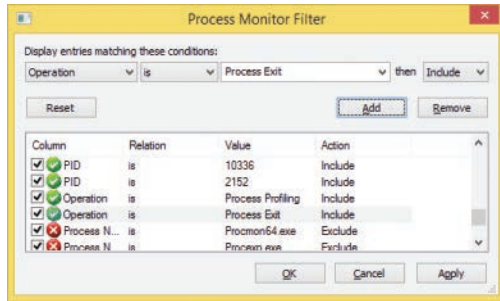 Process Monitor Filter
Display entries matching these conditions:
Operation is Process Exit then Include
Reset Add Remove
Column Relation Value Action
PID is 10336 Include
PID is 2152 Include
Operation is Process Profiling Include
Operation is Process Exit Include
Process N... is Procmon64.exe Exclude
Process N... is Procexp.exe Exclude
OK Cancel Apply